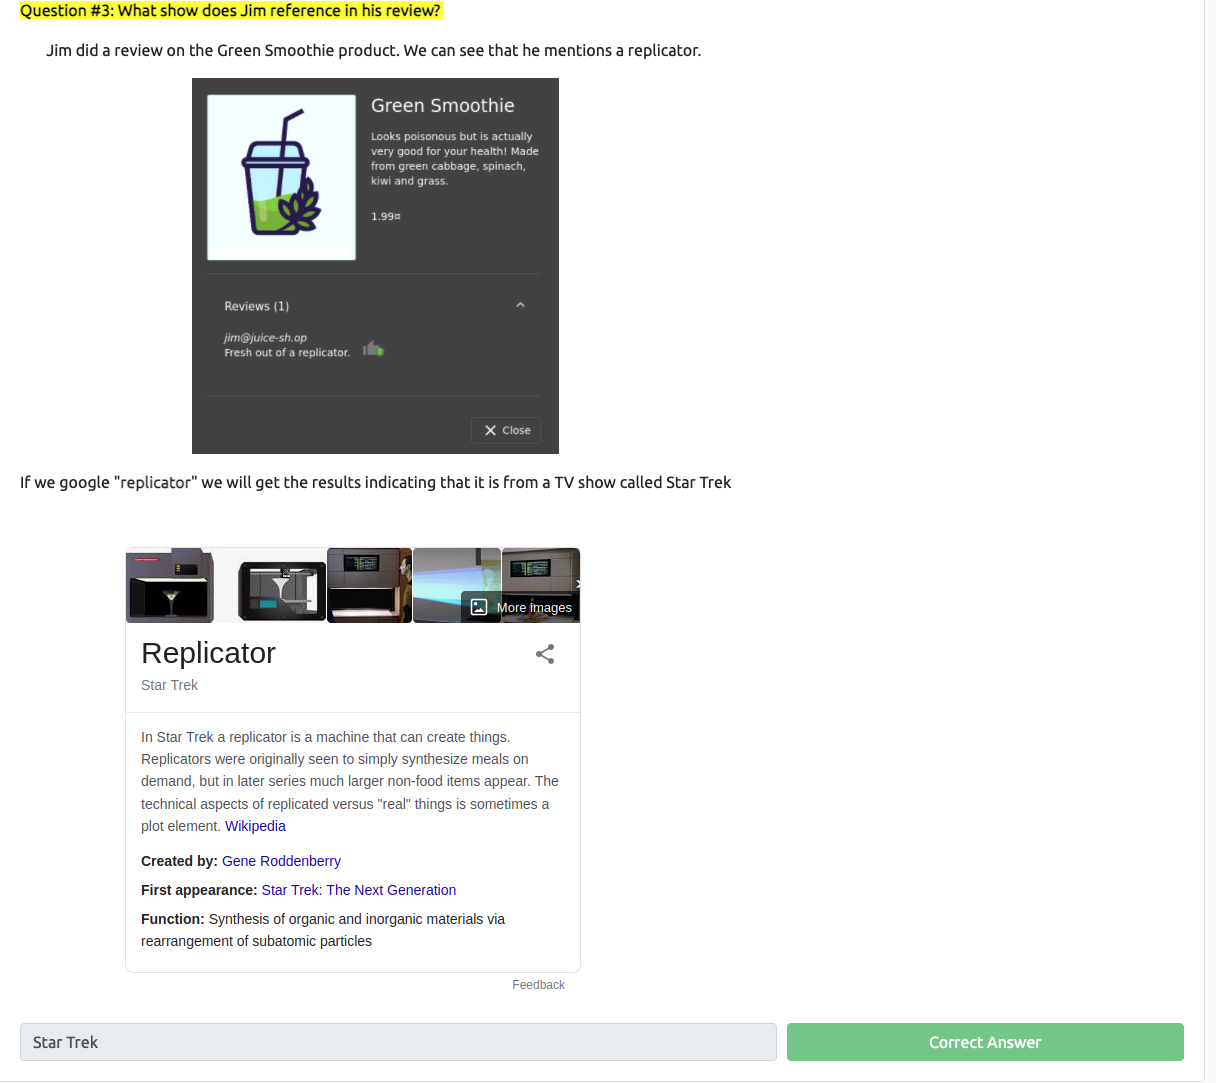 Question #3: What show does Jim reference in his review?
Jim did a review on the Green Smoothie product. We can see that he mentions a replicator.
Green Smoothie
Looks poisonous but is actually
very good for your health! Made
from green cabbage, spinach,
kiwi and grass.
1.99¤
Reviews (1)
jim@juice-sh.op
Fresh out of a replicator.
0
Close
If we google "replicator" we will get the results indicating that it is from a TV show called Star Trek
More images
Replicator
Star Trek
In Star Trek a replicator is a machine that can create things.
Replicators were originally seen to simply synthesize meals on
demand, but in later series much larger non-food items appear. The
technical aspects of replicated versus "real" things is sometimes a
plot element. Wikipedia
Created by: Gene Roddenberry
First appearance: Star Trek: The Next Generation
Function: Synthesis of organic and inorganic materials via
rearrangement of subatomic particles
Feedback
Star Trek
Correct Answer